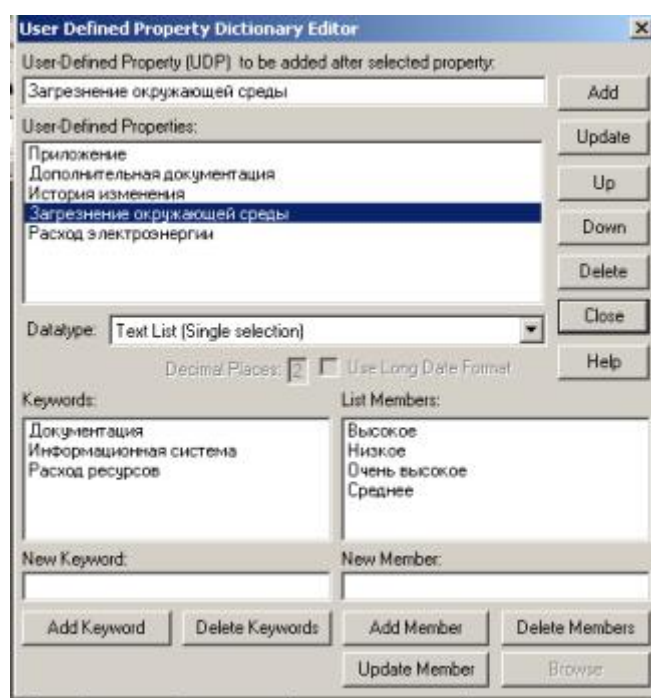 User Defined Property Dictionary Editor
User-Defined Property (UDP) to be added after selected property:
Загрезнение окружающей среды
Add
User-Defined Properties:
Update
Приложение
Дополнительная документация
Up
История изменения
Загрезнение окружающей среды
Down
Расход электроэнергии
Delete
Close
Datatype: Text List (Single selection)
Decimal Places: 2 Use Long Date Format
Help
Keywords:
List Members:
Документация
Информационная система
Расход ресурсов
Высокое
Низкое
Очень высокое
Среднее
New Keyword:
New Member:
Add Keyword Delete Keywords Add Member Delete Members
Update Member Browse